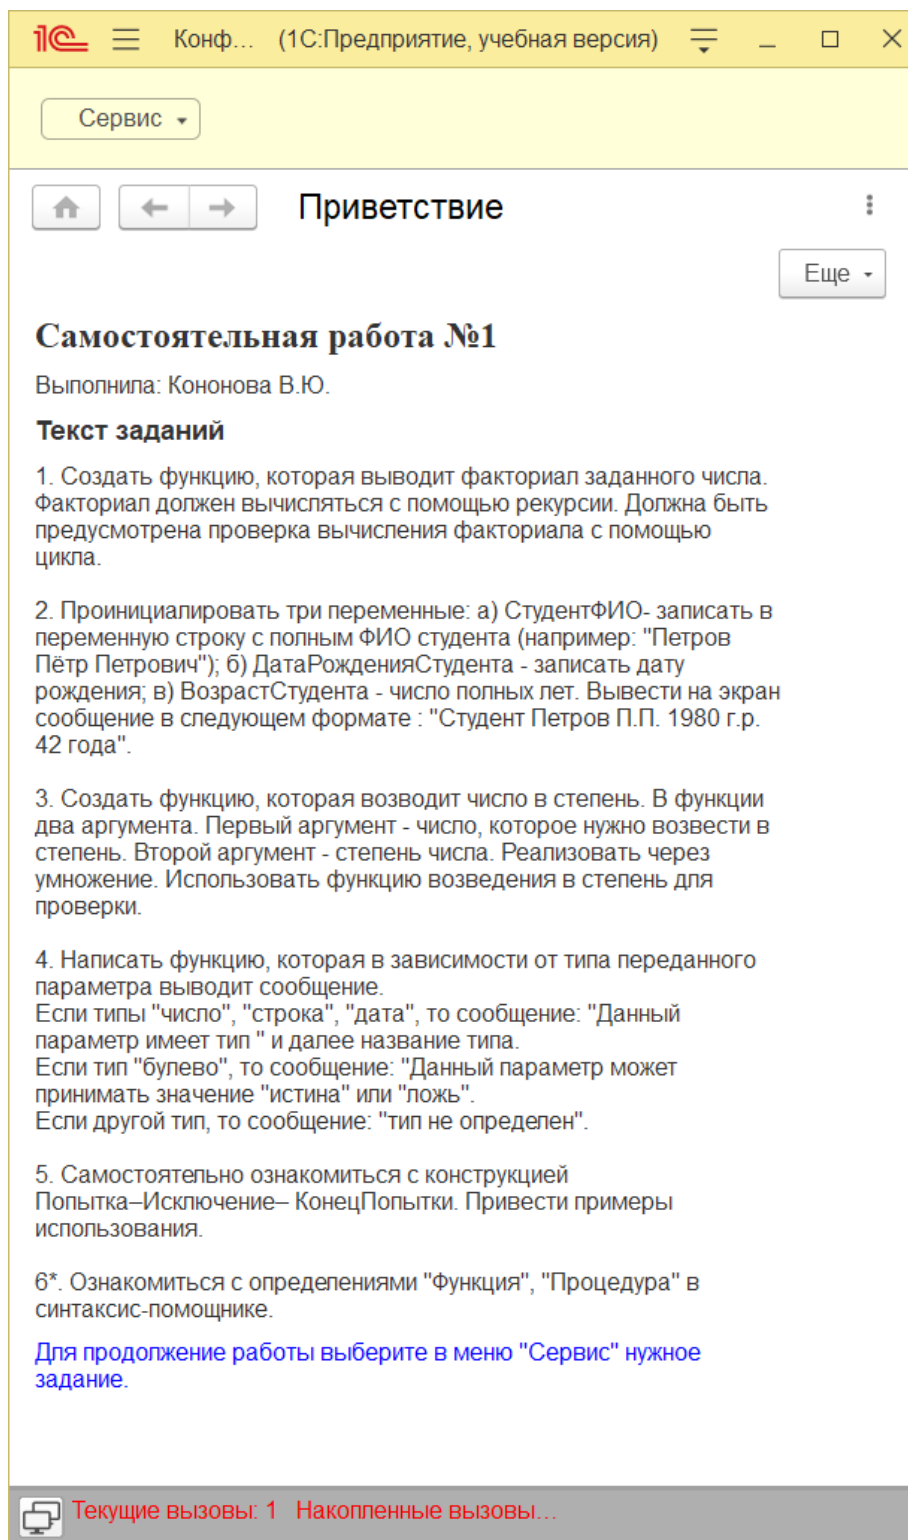 1С Конф... (1С:Предприятие, учебная версия)
Сервис
Приветствие
Еще
Самостоятельная работа №1
Выполнила: Кононова В.Ю.
Текст заданий
1. Создать функцию, которая выводит факториал заданного числа.
Факториал должен вычисляться с помощью рекурсии. Должна быть
предусмотрена проверка вычисления факториала с помощью
цикла.
2. Проинициалировать три переменные: а) СтудентФИО- записать в
переменную строку с полным ФИО студента (например: "Петров
Пётр Петрович"); б) ДатаРожденияСтудента - записать дату
рождения; в) ВозрастСтудента - число полных лет. Вывести на экран
сообщение в следующем формате : "Студент Петров П.П. 1980 г.р.
42 года".
3. Создать функцию, которая возводит число в степень. В функции
два аргумента. Первый аргумент - число, которое нужно возвести в
степень. Второй аргумент - степень числа. Реализовать через
умножение. Использовать функцию возведения в степень для
проверки.
4. Написать функцию, которая в зависимости от типа переданного
параметра выводит сообщение.
Если типы "число", "строка", "дата", то сообщение: "Данный
параметр имеет тип " и далее название типа.
Если тип "булево", то сообщение: "Данный параметр может
принимать значение "истина" или "ложь".
Если другой тип, то сообщение: "тип не определен".
5. Самостоятельно ознакомиться с конструкцией
Попытка–Исключение– КонецПопытки. Привести примеры
использования.
6*. Ознакомиться с определениями "Функция", "Процедура" в
синтаксис-помощнике.
Для продолжение работы выберите в меню "Сервис" нужное
задание.
Текущие вызовы: 1 Накопленные вызовы...